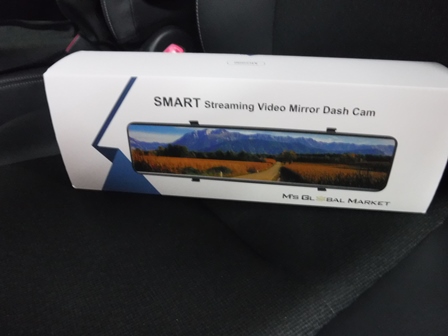 SMART Streaming Video Mirror Dash Cam
M's GLOBAL MARKET